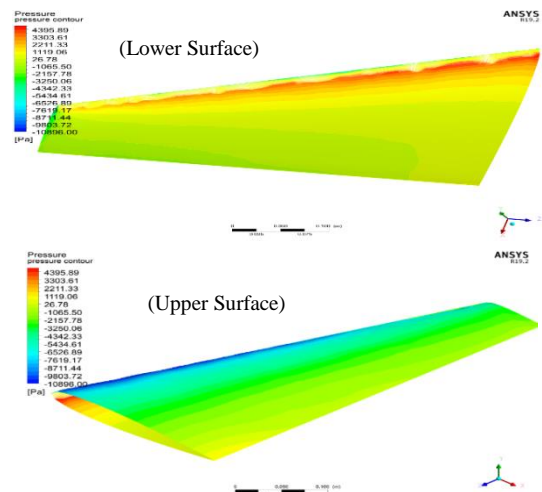 Pressure
pressure contour
ANSYS
R19.2
4395.89
3303.61
2211.33
1119.06
26.78
-1065.50
-2157.78
-3250.06
-4342.33
-5434.61
-6526.89
-7619.17
-8711.44
-9803.72
-10896.00
[Pa]
(Lower Surface)
Pressure
pressure contour
ANSYS
R19.2
4395.89
3303.61
2211.33
1119.06
26.78
-1065.50
-2157.78
-3250.06
-4342.33
-5434.61
-6526.89
-7619.17
-8711.44
-9803.72
-10896.00
[Pa]
(Upper Surface)